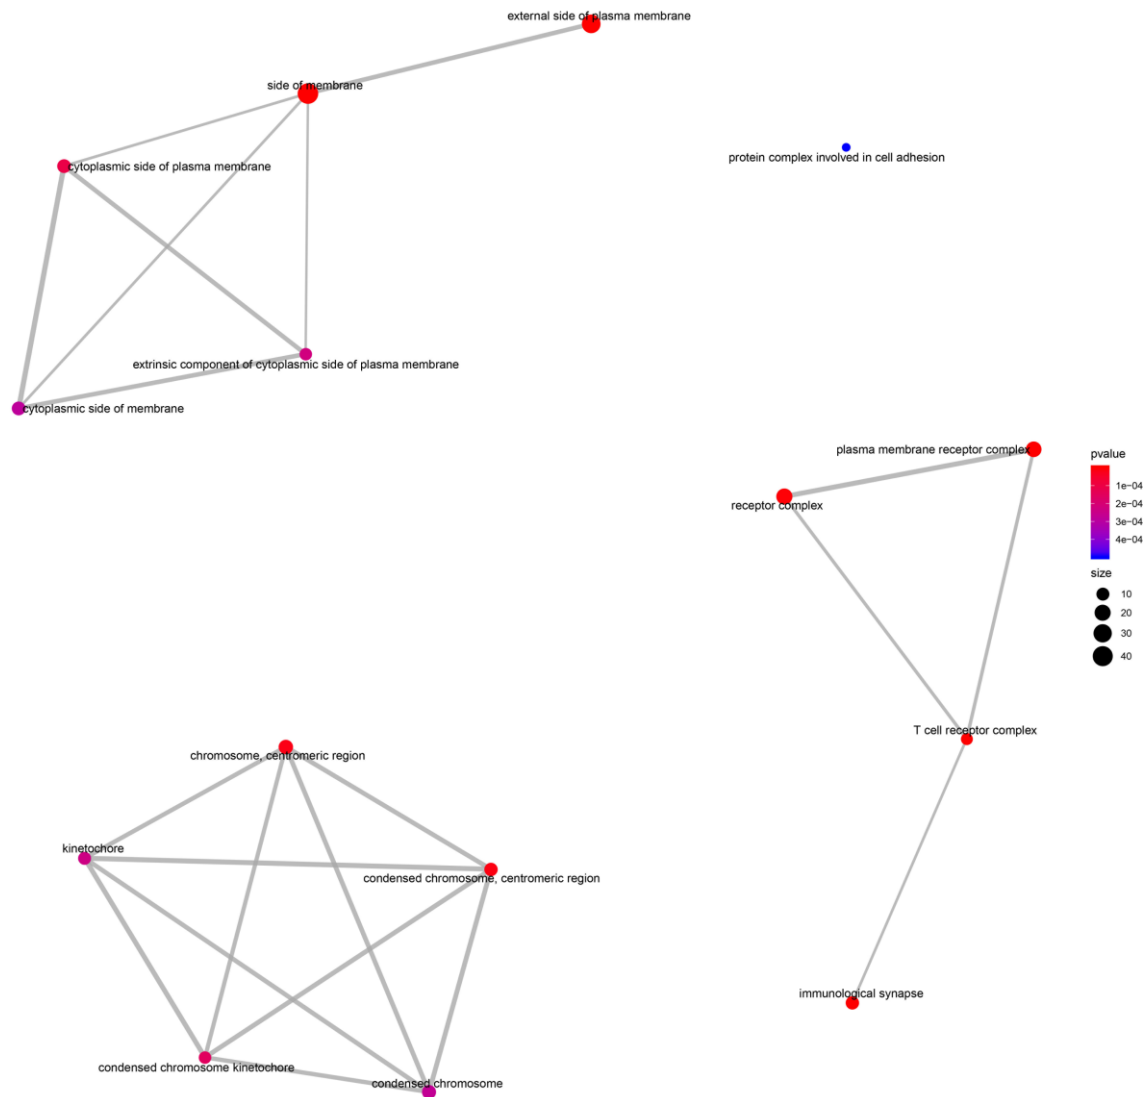 external side of plasma membrane
side of membrane
protein complex involved in cell adhesion
cytoplasmic side of plasma membrane
extrinsic component of cytoplasmic side of plasma membrane
cytoplasmic side of membrane
plasma membrane receptor complex
receptor complex
pvalue
1e−04
2e−04
3e−04
4e−04
size
10
20
30
40
T cell receptor complex
chromosome, centromeric region
kinetochore
condensed chromosome, centromeric region
immunological synapse
condensed chromosome kinetochore
condensed chromosome